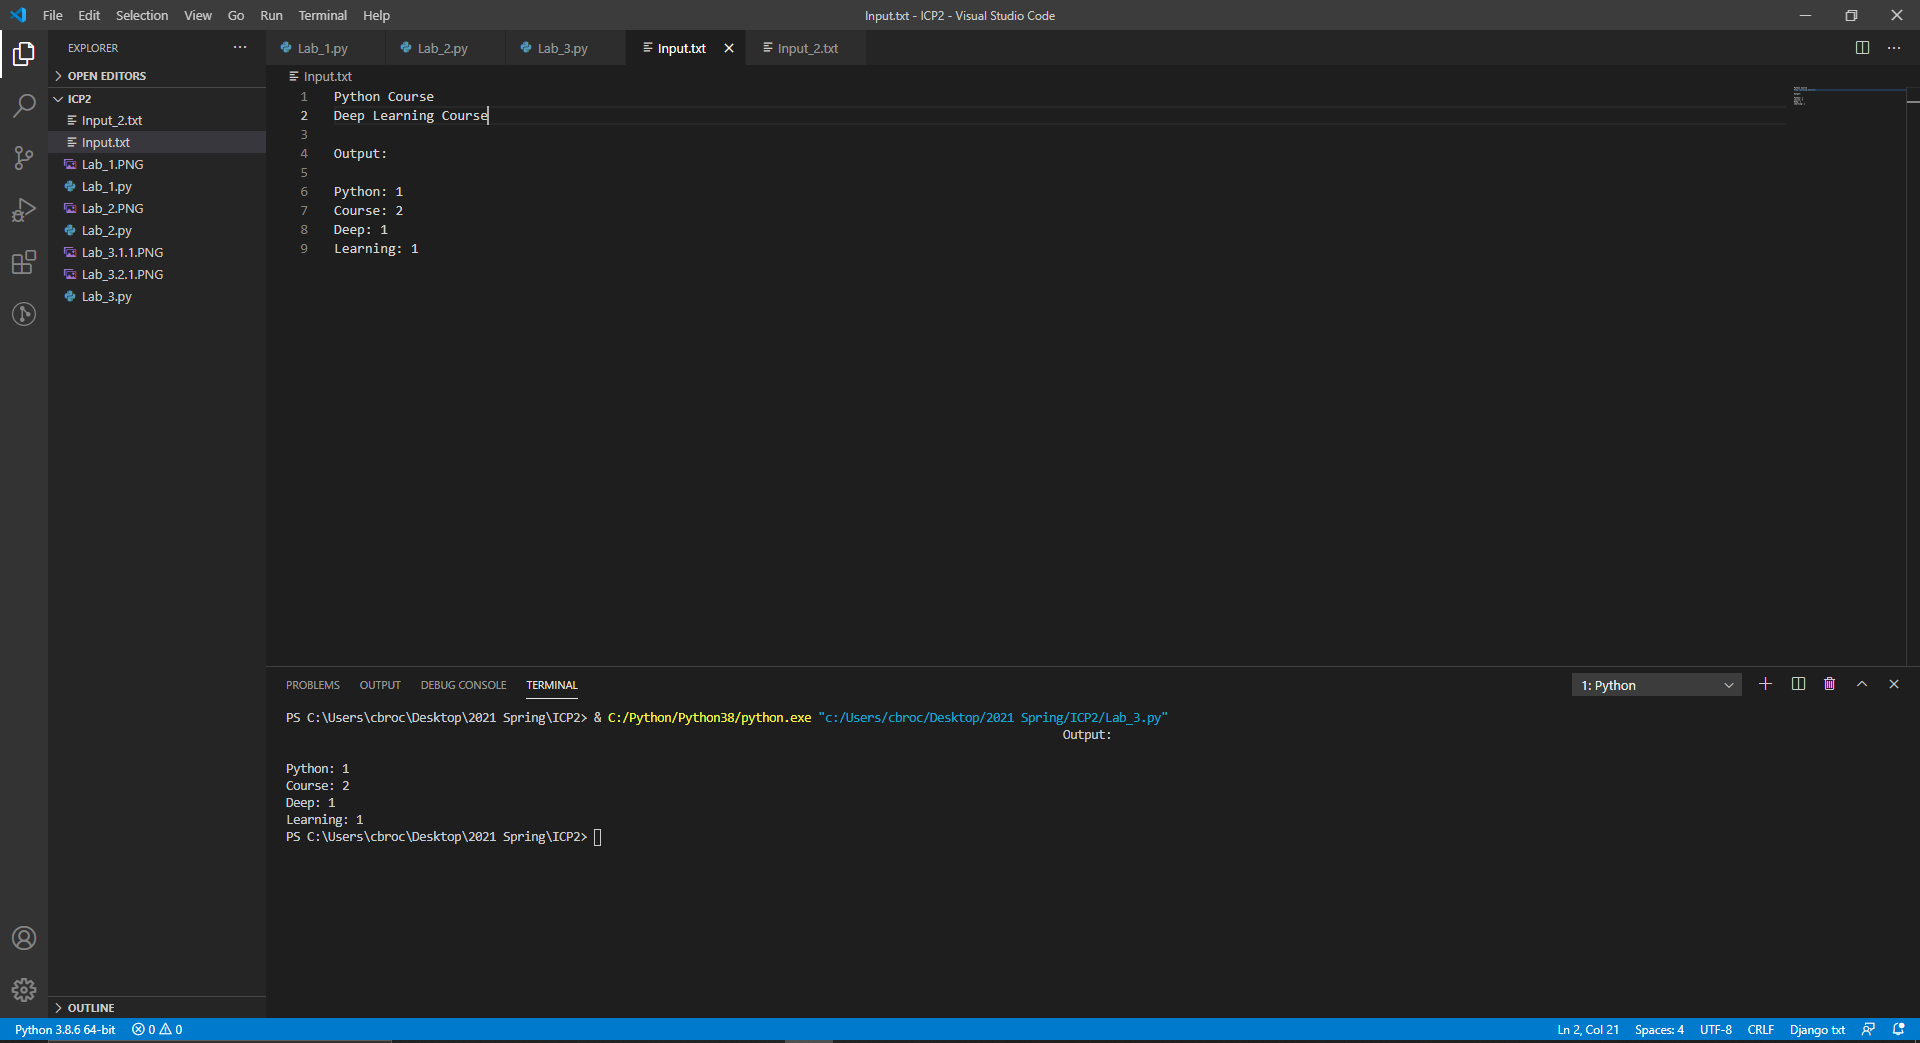 File Edit Selection View Go Run Terminal Help
Input.txt - ICP2 - Visual Studio Code
EXPLORER
OPEN EDITORS
ICP2
Input_2.txt
Input.txt
Lab_1.PNG
Lab_1.py
Lab_2.PNG
Lab_2.py
Lab_3.1.1.PNG
Lab_3.2.1.PNG
Lab_3.py
OUTLINE
Lab_1.py Lab_2.py Lab_3.py Input.txt Input_2.txt
Input.txt
1 Python Course
2 Deep Learning Course
3
4 Output:
5
6 Python: 1
7 Course: 2
8 Deep: 1
9 Learning: 1
PROBLEMS OUTPUT DEBUG CONSOLE TERMINAL
1: Python
PS C:\Users\cbroc\Desktop\2021 Spring\ICP2> & C:/Python/Python38/python.exe "c:/Users/cbroc/Desktop/2021 Spring/ICP2/Lab_3.py"
Output:
Python: 1
Course: 2
Deep: 1
Learning: 1
PS C:\Users\cbroc\Desktop\2021 Spring\ICP2>
Python 3.8.6 64-bit 0 0
Ln 2, Col 21 Spaces: 4 UTF-8 CRLF Django txt